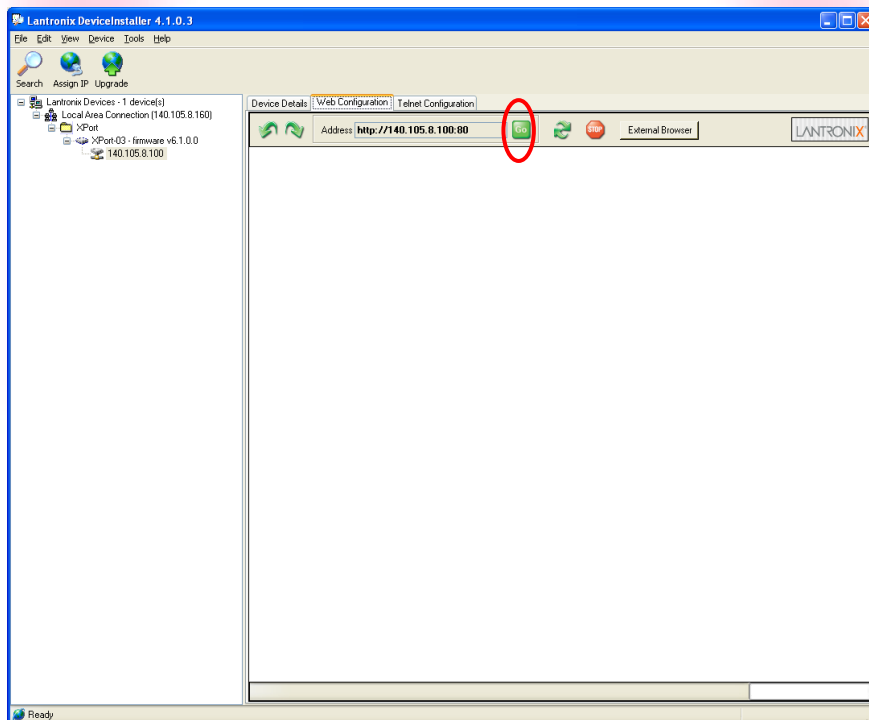 Lantronix DeviceInstaller 4.1.0.3
File Edit View Device Tools Help
Search Assign IP Upgrade
Lantronix Devices - 1 device(s)
Local Area Connection (140.105.8.160)
XPort
XPort-03 - firmware v6.1.0.0
140.105.8.100
Device Details Web Configuration Telnet Configuration
Address http://140.105.8.100:80 Go STOP External Browser LANTRONIX
Ready